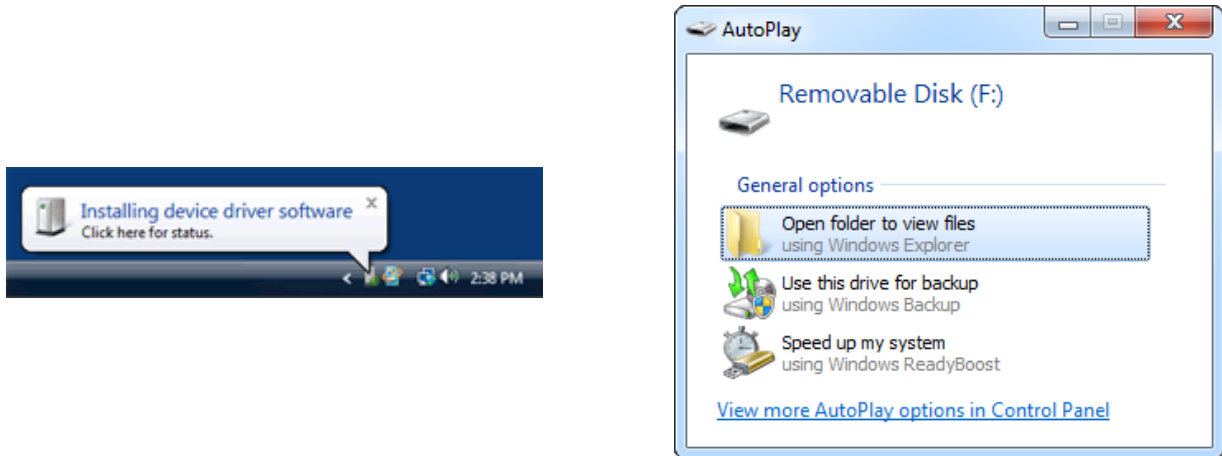 Installing device driver software
Click here for status.
2:38 PM
AutoPlay
Removable Disk (F:)
General options
Open folder to view files
using Windows Explorer
Use this drive for backup
using Windows Backup
Speed up my system
using Windows ReadyBoost
View more AutoPlay options in Control Panel